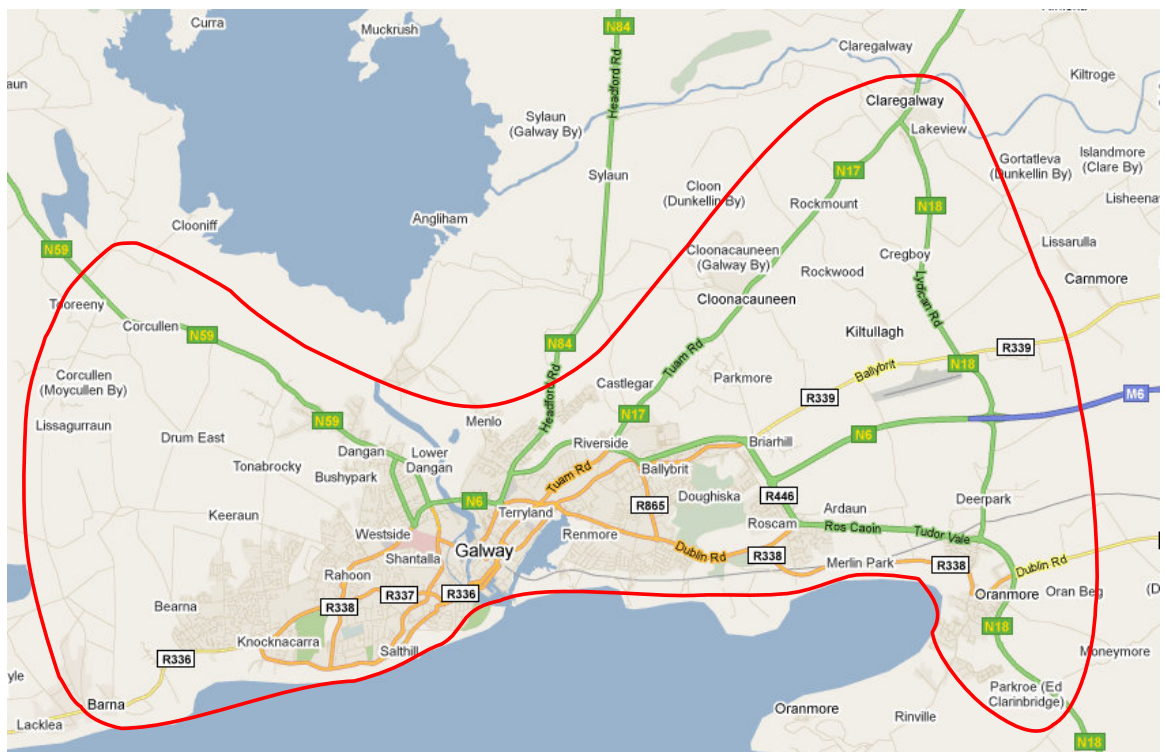 Curra
Muckrush
N84
Claregalway
Kiltroge
aun
Headford Rd
Claregalway
Sylaun
(Galway By)
Lakeview
Gortatleva
(Dunkellin By)
Islandmore
(Clare By)
Sylaun
N17
Cloon
(Dunkellin By)
Rockmount
N18
Lisheena
Angliham
Clooniff
N59
Cregboy
Lissarulla
Cloonacauneen
(Galway By)
Rockwood
Carnmore
Tooreeny
Cloonacauneen
Lydican Rd
Corcullen
N59
Kiltullagh
N84
R339
Tuam Rd
Ballybrit
N18
Corcullen
(Moycullen By)
Parkmore
Castlegar
R339
M6
Headford Rd
Lissagurraun
N59
Menlo
N17
N6
Drum East
Riverside
Briarhill
Dangan
Lower
Dangan
Tonabrocky
Bushypark
Tuam Rd
Ballybrit
R446
N6
Doughiska
Deerpark
R865
Terryland
Keeraun
Ardaun
Westside
Renmore
Roscam
Ros Caoin
Tudor Vale
Galway
Shantalla
Dublin Rd
R338
Merlin Park
R338
Dublin Rd
Rahoon
R337
R336
Oranmore
Oran Beg
(D
Bearna
R338
N18
Knocknacarra
Salthill
R336
Moneymore
yle
Parkroe (Ed
Clarinbridge)
Barna
Oranmore
Rinville
Lacklea
N18